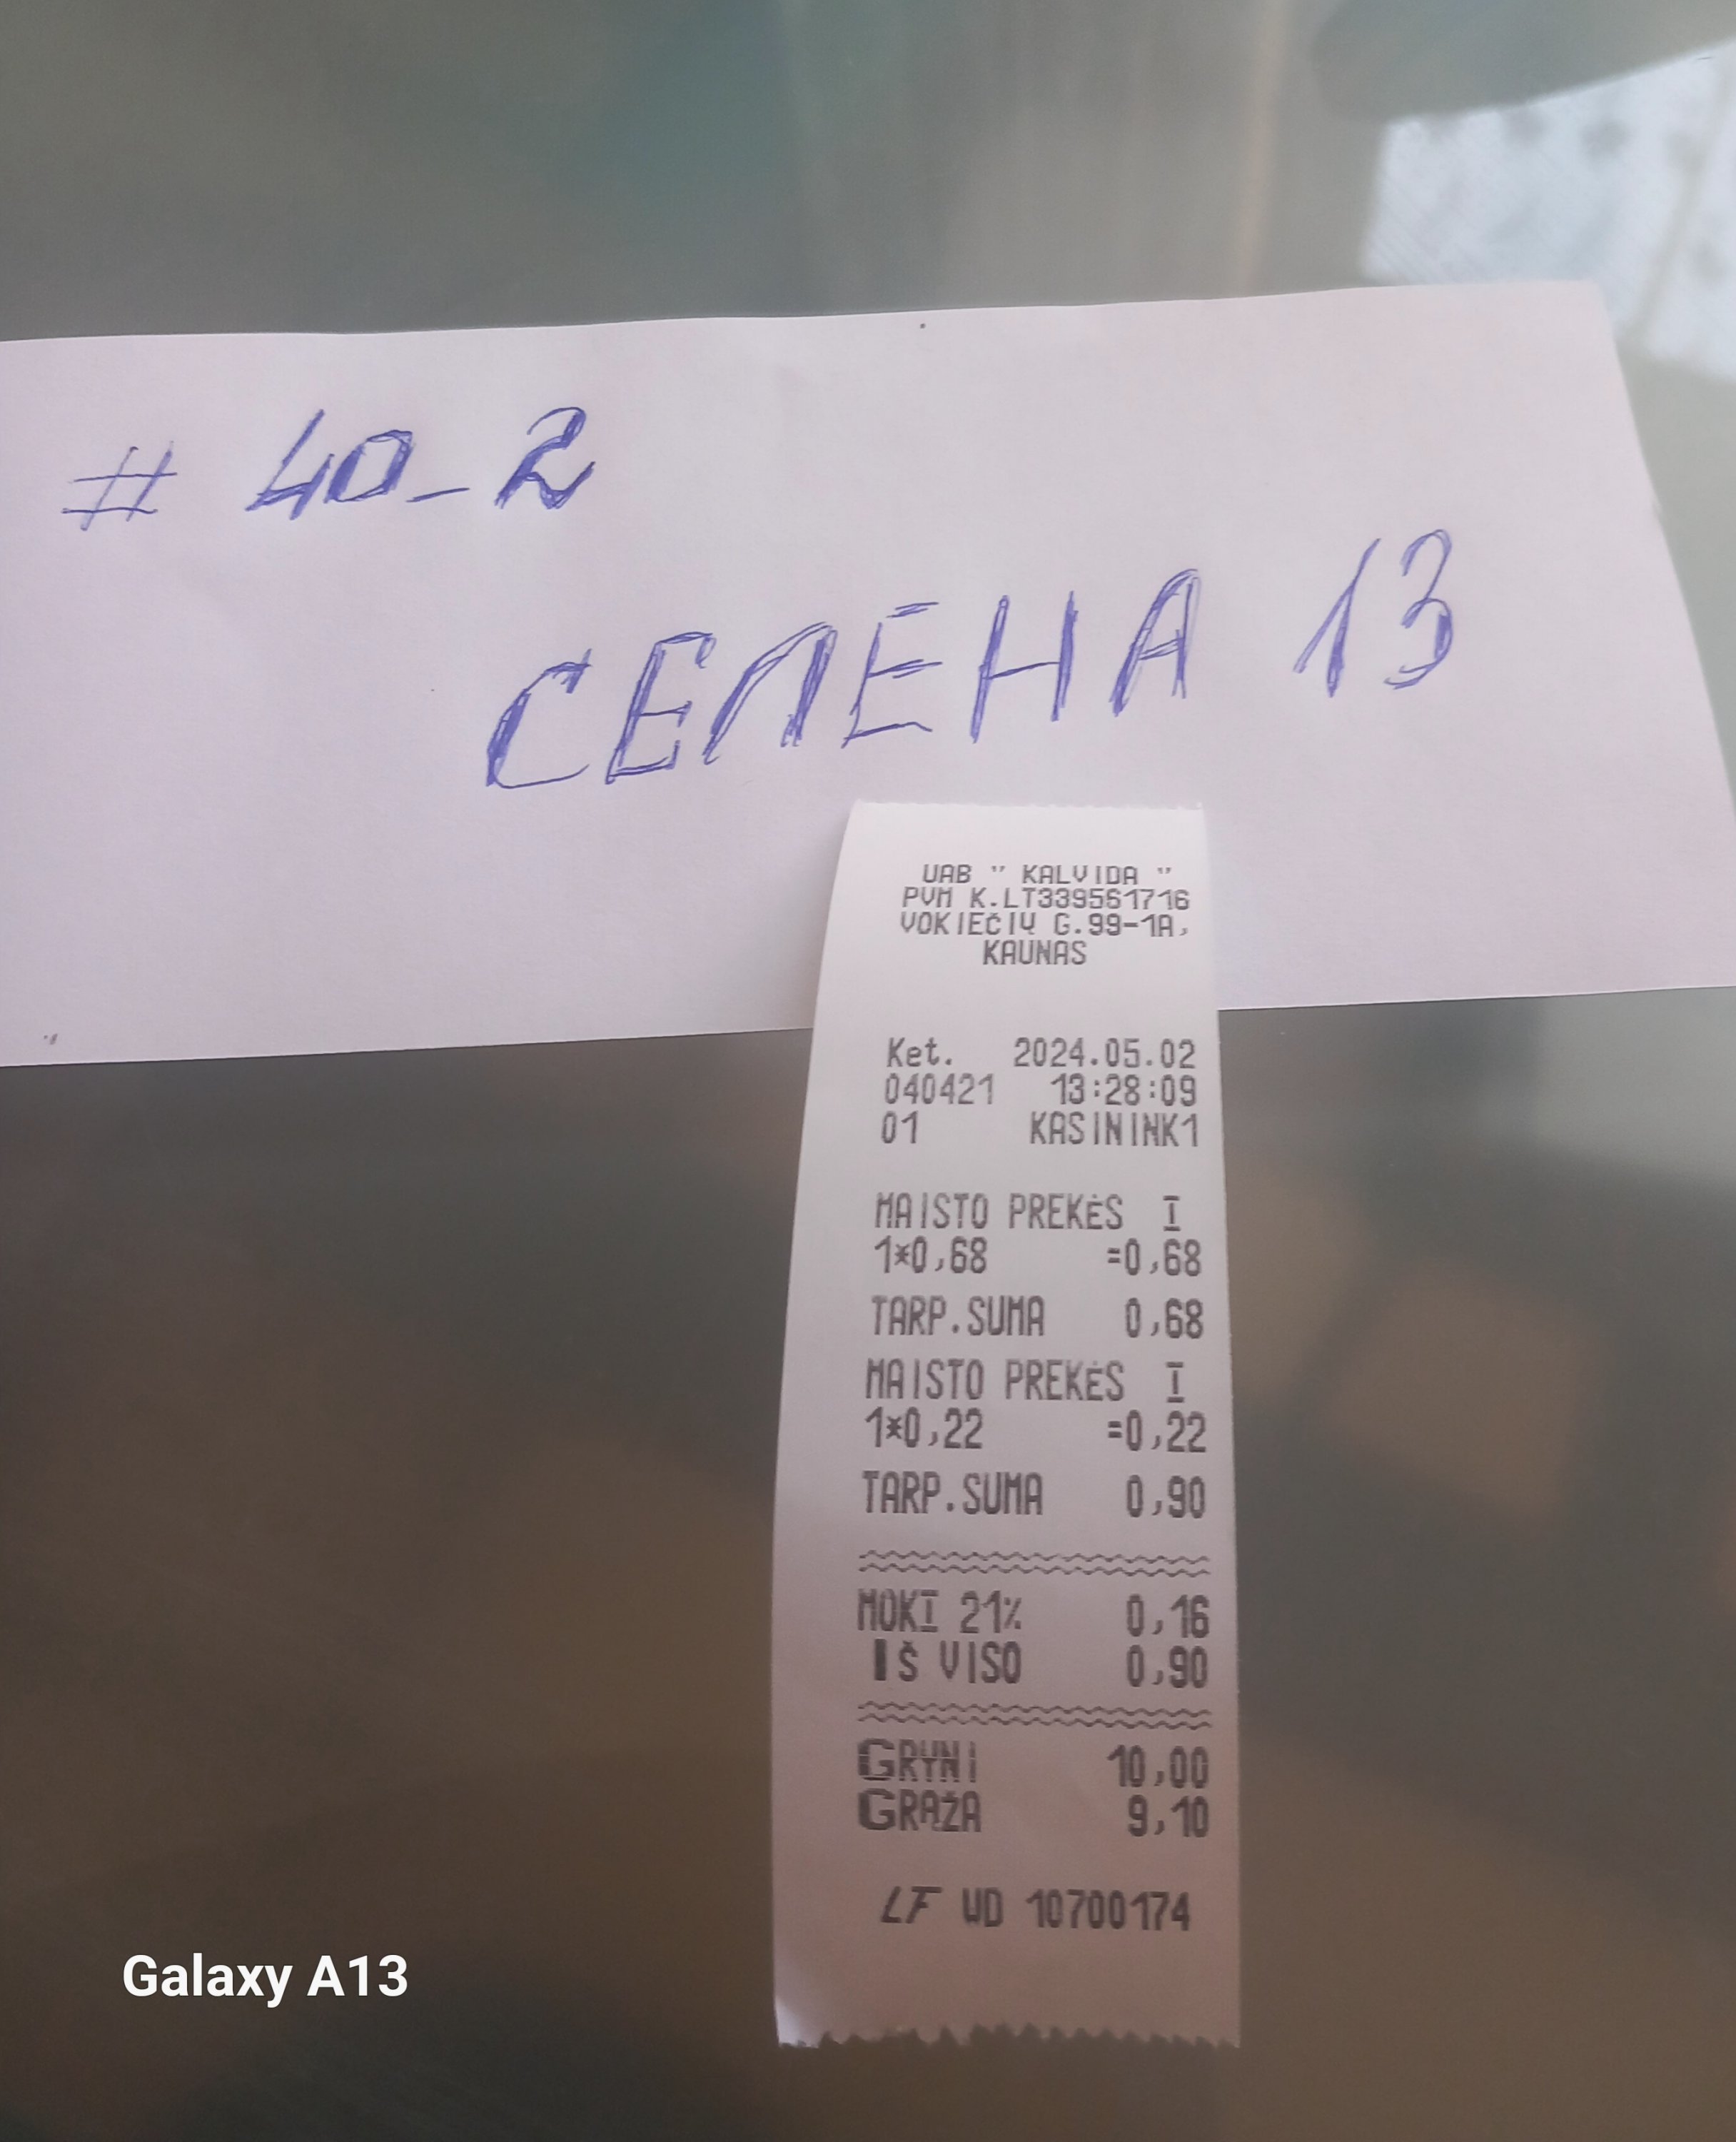 # 40_2
СЕЛЕНА 13
UAB " KALVIDA "
PVM K.LT339561716
VOKIEČIŲ G.99-1A,
KAUNAS
Ket. 2024.05.02
040421 13:28:09
01 KASININK1
MAISTO PREKĖS I
1*0,68 =0,68
TARP.SUMA 0,68
MAISTO PREKĖS I
1*0,22 =0,22
TARP.SUMA 0,90
MOKI 21% 0,16
IŠ VISO 0,90
GRYNI 10,00
GRĄŽA 9,10
LF WD 10700174
Galaxy A13